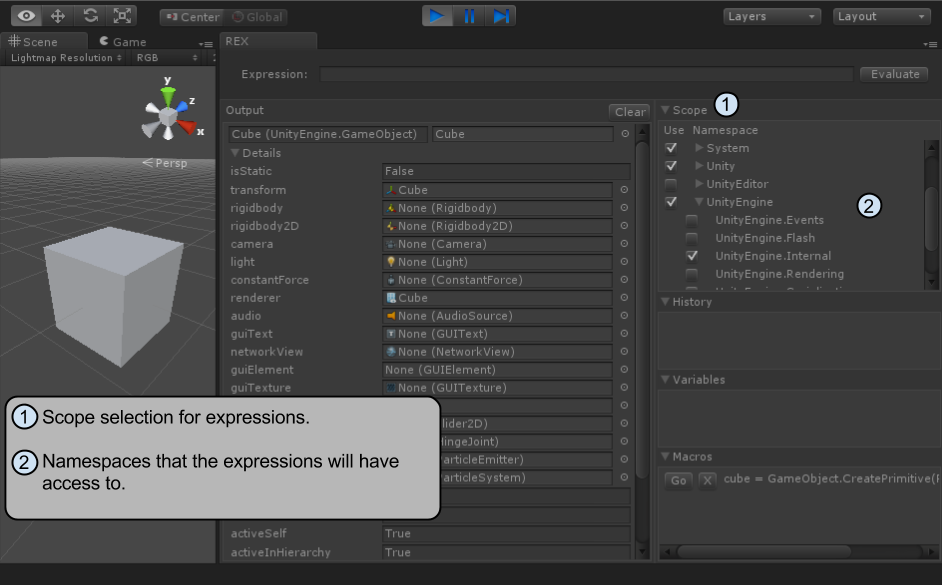 Center Global Layers Layout
Scene Game REX
Lightmap Resolution RGB
Expression: Evaluate
y
z
x
Persp
Output Clear
Cube (UnityEngine.GameObject) Cube
Details
isStatic False
transform Cube
rigidbody None (Rigidbody)
rigidbody2D None (Rigidbody2D)
camera None (Camera)
light None (Light)
constantForce None (ConstantForce)
renderer Cube
audio None (AudioSource)
guiText None (GUIText)
networkView None (NetworkView)
guiElement None (GUIElement)
guiTexture None (GUITexture)
lider2D)
ingeJoint)
articleEmitter)
articleSystem)
activeSelf True
activeInHierarchy True
Scope 1
Use Namespace
System
Unity
UnityEditor
UnityEngine
2
UnityEngine.Events
UnityEngine.Flash
UnityEngine.Internal
UnityEngine.Rendering
History
Variables
Macros
Go X cube = GameObject.CreatePrimitive(
1 Scope selection for expressions.
2 Namespaces that the expressions will have
access to.